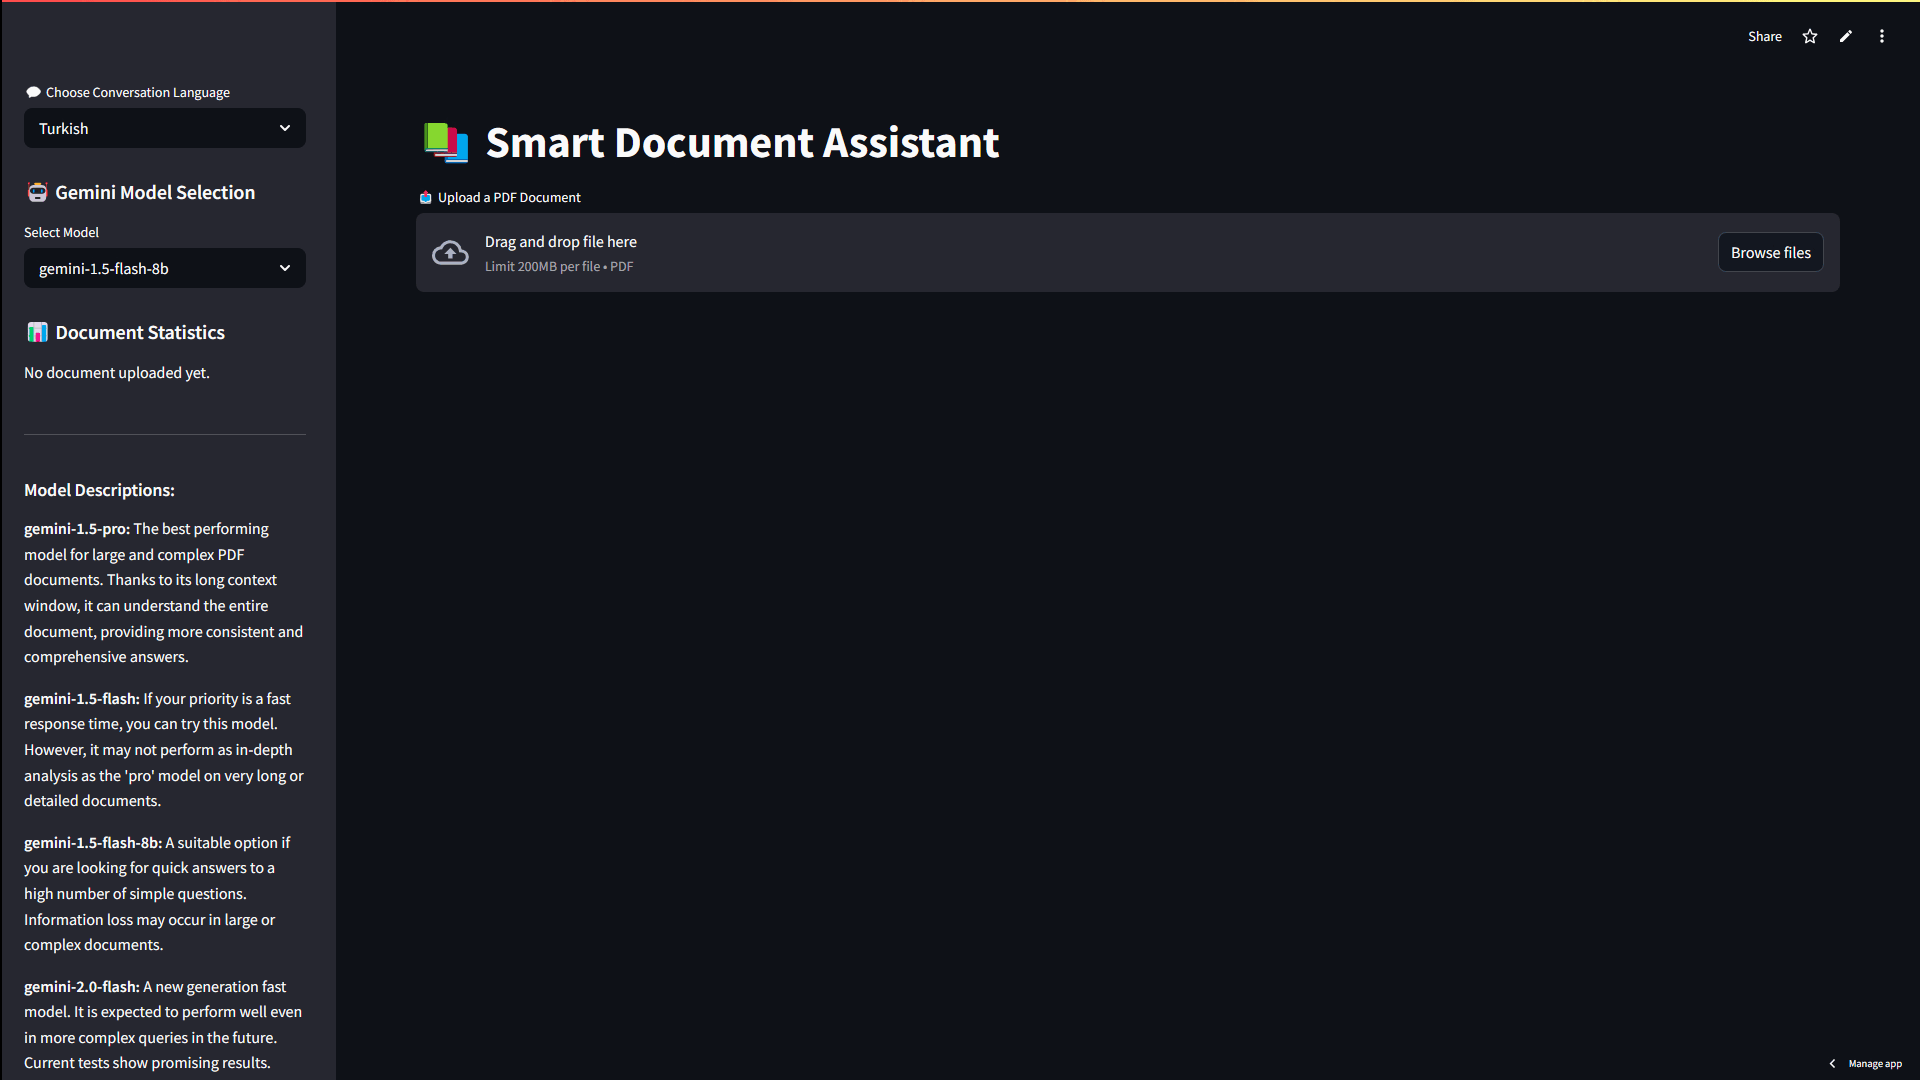 Share
💬 Choose Conversation Language
Turkish
🤖 Gemini Model Selection
Select Model
gemini-1.5-flash-8b
📊 Document Statistics
No document uploaded yet.
Model Descriptions:
gemini-1.5-pro: The best performing
model for large and complex PDF
documents. Thanks to its long context
window, it can understand the entire
document, providing more consistent and
comprehensive answers.
gemini-1.5-flash: If your priority is a fast
response time, you can try this model.
However, it may not perform as in-depth
analysis as the 'pro' model on very long or
detailed documents.
gemini-1.5-flash-8b: A suitable option if
you are looking for quick answers to a
high number of simple questions.
Information loss may occur in large or
complex documents.
gemini-2.0-flash: A new generation fast
model. It is expected to perform well even
in more complex queries in the future.
Current tests show promising results.
📚 Smart Document Assistant
📤 Upload a PDF Document
Drag and drop file here
Limit 200MB per file • PDF
Browse files
Manage app